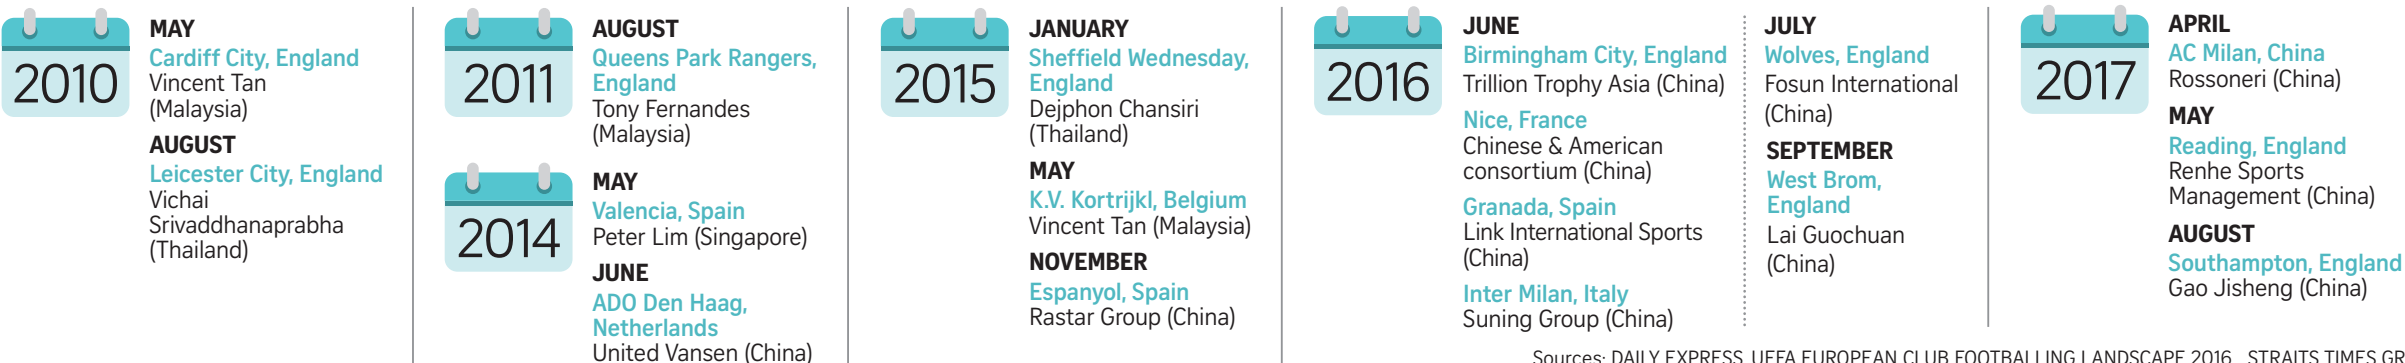 2010
MAY
Cardiff City, England
Vincent Tan
(Malaysia)
AUGUST
Leicester City, England
Vichai
Srivaddhanaprabha
(Thailand)
2011
AUGUST
Queens Park Rangers,
England
Tony Fernandes
(Malaysia)
2014
MAY
Valencia, Spain
Peter Lim (Singapore)
JUNE
ADO Den Haag,
Netherlands
United Vansen (China)
2015
JANUARY
Sheffield Wednesday,
England
Dejphon Chansiri
(Thailand)
MAY
K.V. Kortrijkl, Belgium
Vincent Tan (Malaysia)
NOVEMBER
Espanyol, Spain
Rastar Group (China)
2016
JUNE
Birmingham City, England
Trillion Trophy Asia (China)
Nice, France
Chinese & American
consortium (China)
Granada, Spain
Link International Sports
(China)
Inter Milan, Italy
Suning Group (China)
JULY
Wolves, England
Fosun International
(China)
SEPTEMBER
West Brom,
England
Lai Guochuan
(China)
2017
APRIL
AC Milan, China
Rossoneri (China)
MAY
Reading, England
Renhe Sports
Management (China)
AUGUST
Southampton, England
Gao Jisheng (China)
Sources: DAILY EXPRESS, UEFA EUROPEAN CLUB FOOTBALLING LANDSCAPE 2016 STRAITS TIMES